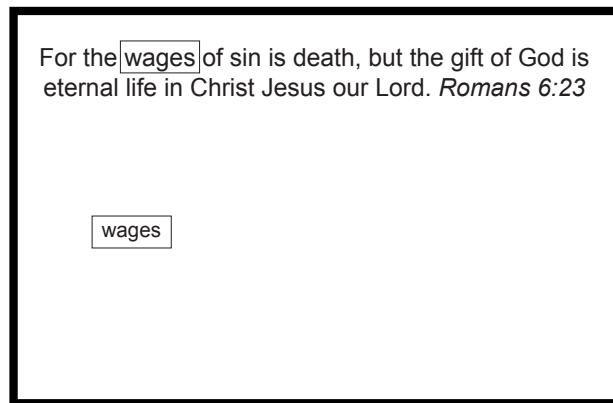 For the wages of sin is death, but the gift of God is
eternal life in Christ Jesus our Lord. Romans 6:23
wages